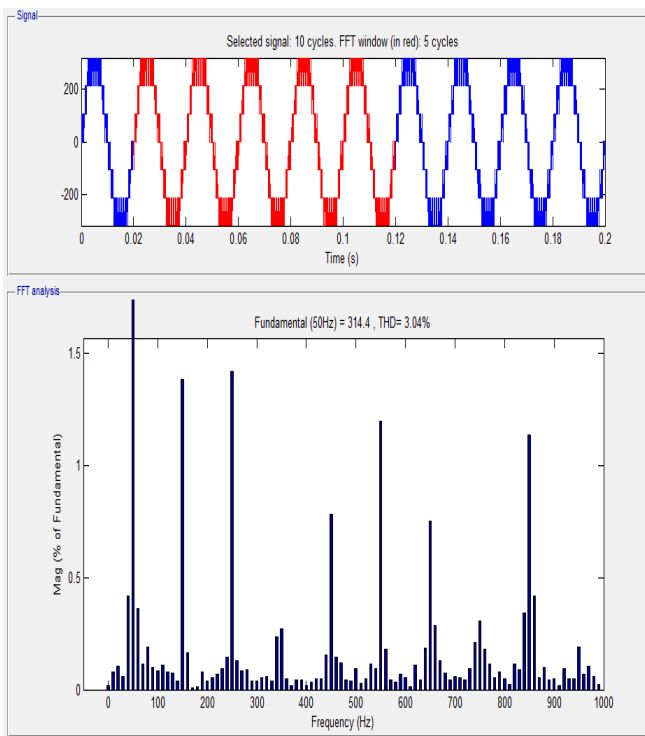 Signal
Selected signal: 10 cycles. FFT window (in red): 5 cycles
200
0
-200
0 0.02 0.04 0.06 0.08 0.1 0.12 0.14 0.16 0.18 0.2
Time (s)
FFT analysis
Fundamental (50Hz) = 314.4 , THD= 3.04%
1.5
1
0.5
0
Mag (% of Fundamental)
0 100 200 300 400 500 600 700 800 900 1000
Frequency (Hz)